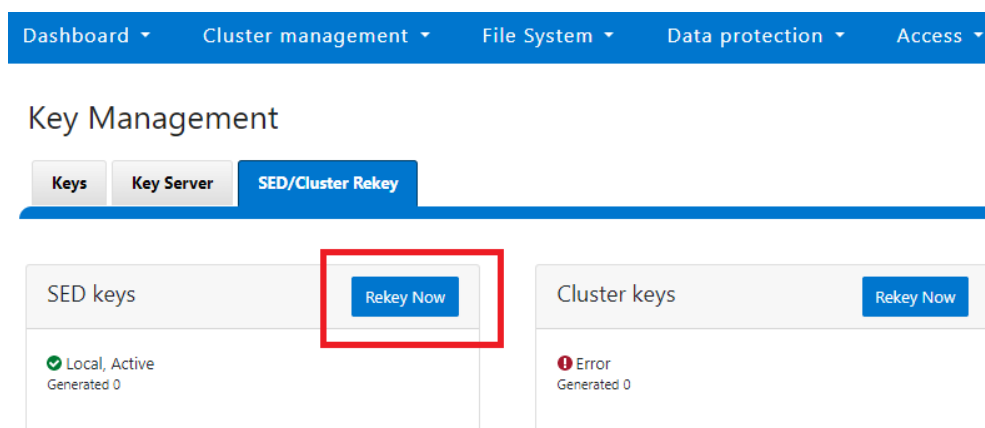 Dashboard Cluster management File System Data protection Access
Key Management
Keys Key Server SED/Cluster Rekey
SED keys Rekey Now
Local, Active
Generated 0
Cluster keys Rekey Now
Error
Generated 0